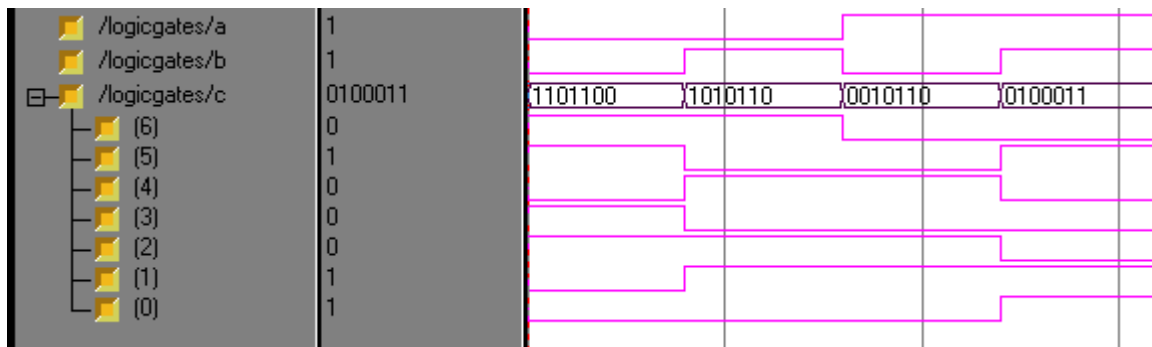 /logicgates/a 1
/logicgates/b 1
/logicgates/c 0100011 1101100 1010110 0010110 0100011
(6) 0
(5) 1
(4) 0
(3) 0
(2) 0
(1) 1
(0) 1